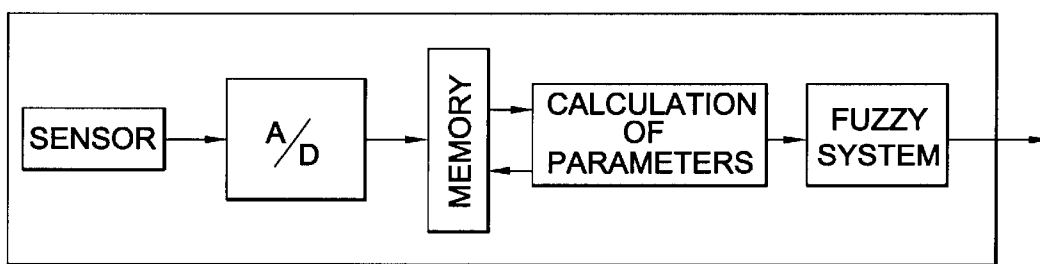 SENSOR
A/D
MEMORY
CALCULATION
OF
PARAMETERS
FUZZY
SYSTEM